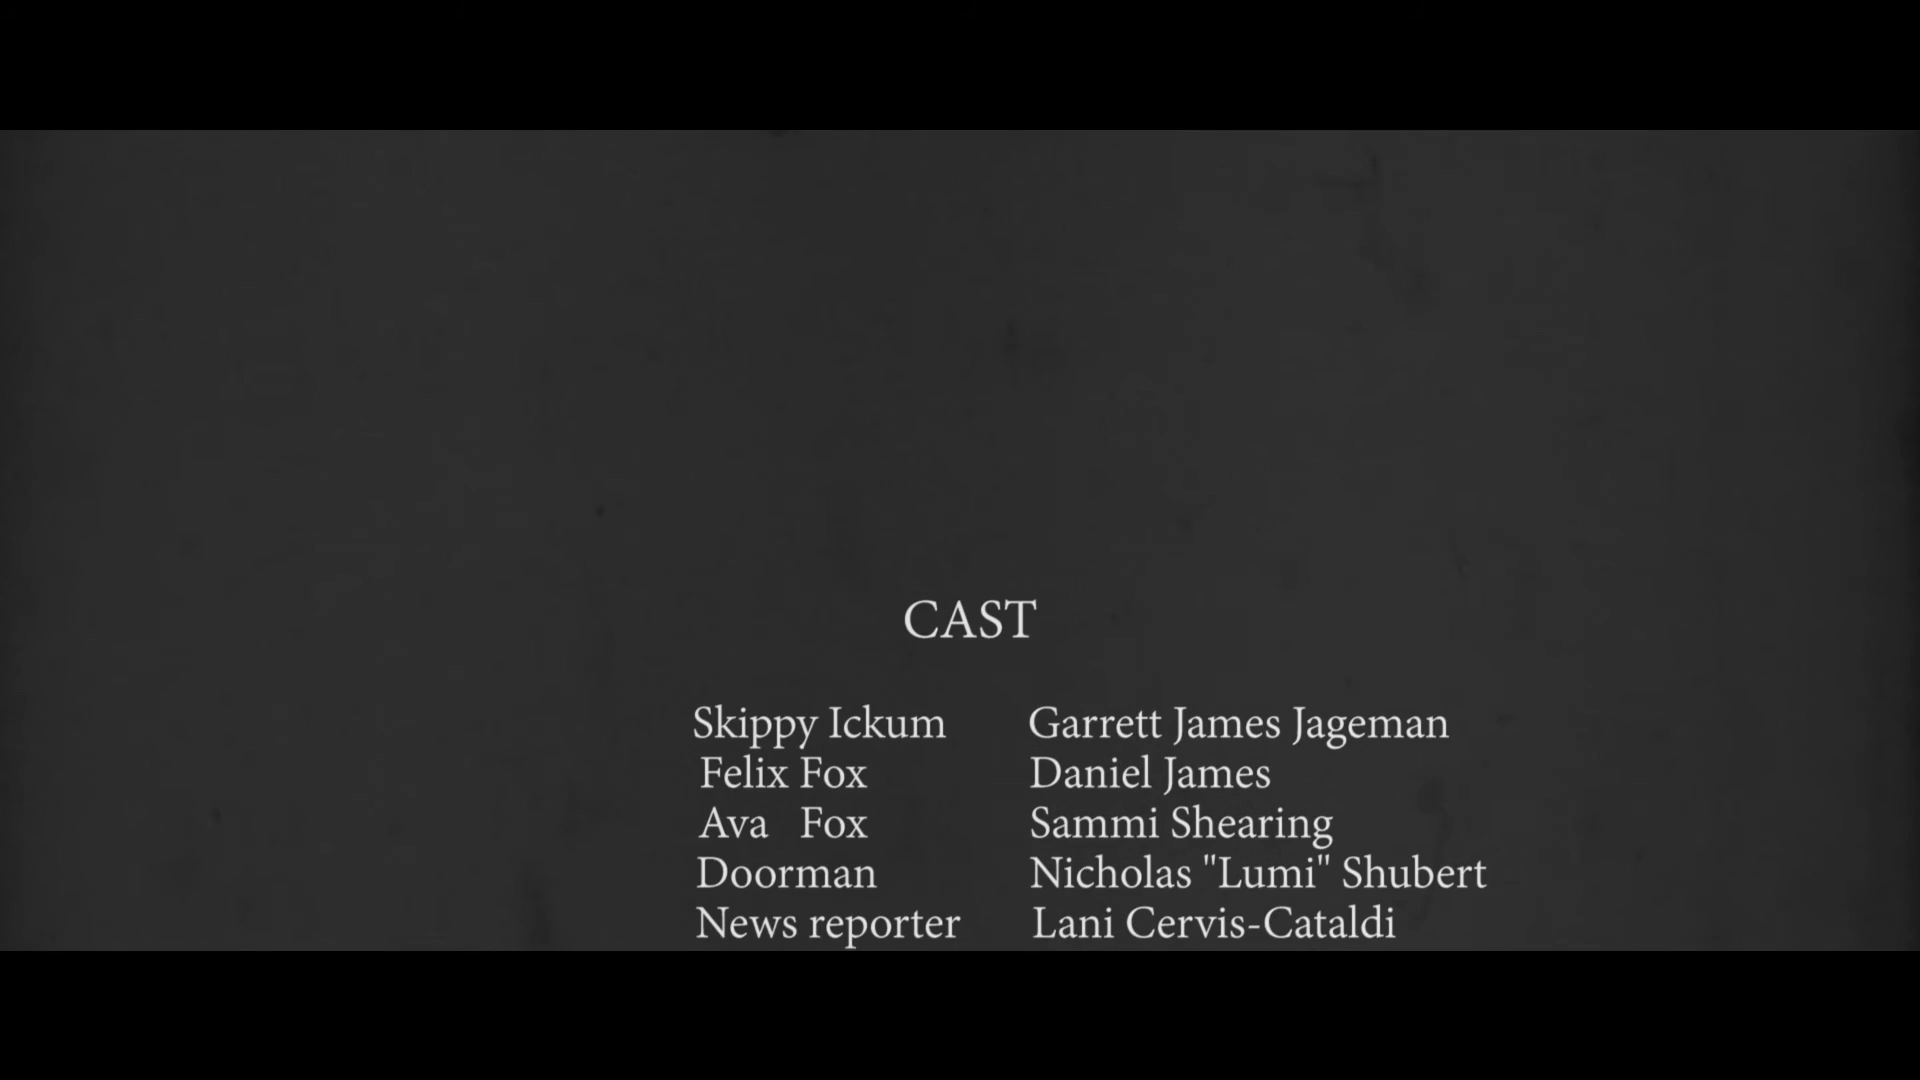 CAST
Skippy Ickum Garrett James Jageman
Felix Fox Daniel James
Ava Fox Sammi Shearing
Doorman Nicholas "Lumi" Shubert
News reporter Lani Cervis-Cataldi